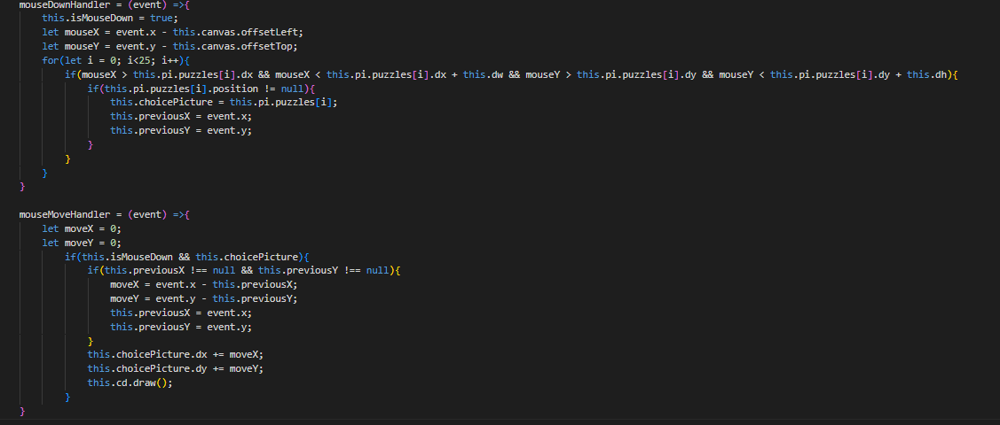 mouseDownHandler = (event) =>{
this.isMouseDown = true;
let mouseX = event.x - this.canvas.offsetLeft;
let mouseY = event.y - this.canvas.offsetTop;
for(let i = 0; i<25; i++){
if(mouseX > this.pi.puzzles[i].dx && mouseX < this.pi.puzzles[i].dx + this.dw && mouseY > this.pi.puzzles[i].dy && mouseY < this.pi.puzzles[i].dy + this.dh){
if(this.pi.puzzles[i].position != null){
this.choicePicture = this.pi.puzzles[i];
this.previousX = event.x;
this.previousY = event.y;
}
}
}
}
mouseMoveHandler = (event) =>{
let moveX = 0;
let moveY = 0;
if(this.isMouseDown && this.choicePicture){
if(this.previousX !== null && this.previousY !== null){
moveX = event.x - this.previousX;
moveY = event.y - this.previousY;
this.previousX = event.x;
this.previousY = event.y;
}
this.choicePicture.dx += moveX;
this.choicePicture.dy += moveY;
this.cd.draw();
}
}